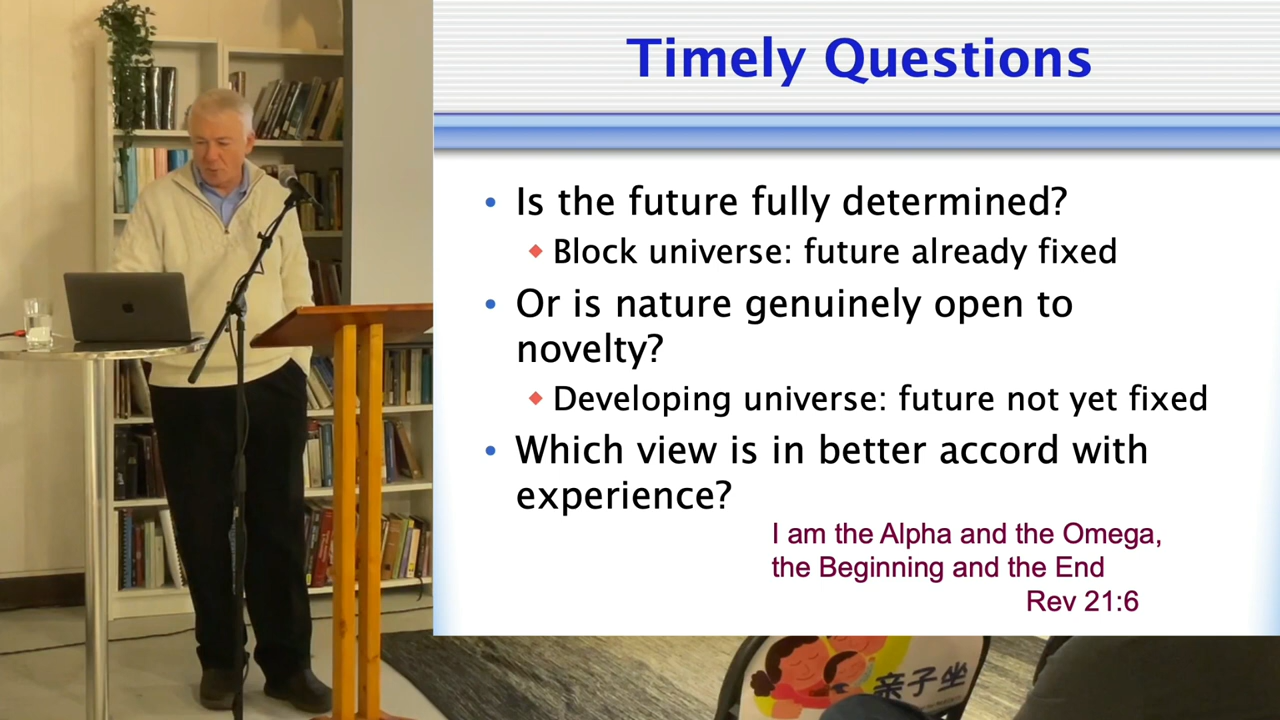 Timely Questions
• Is the future fully determined?
◆ Block universe: future already fixed
• Or is nature genuinely open to
novelty?
◆ Developing universe: future not yet fixed
• Which view is in better accord with
experience?
I am the Alpha and the Omega,
the Beginning and the End
Rev 21:6
亲子坐